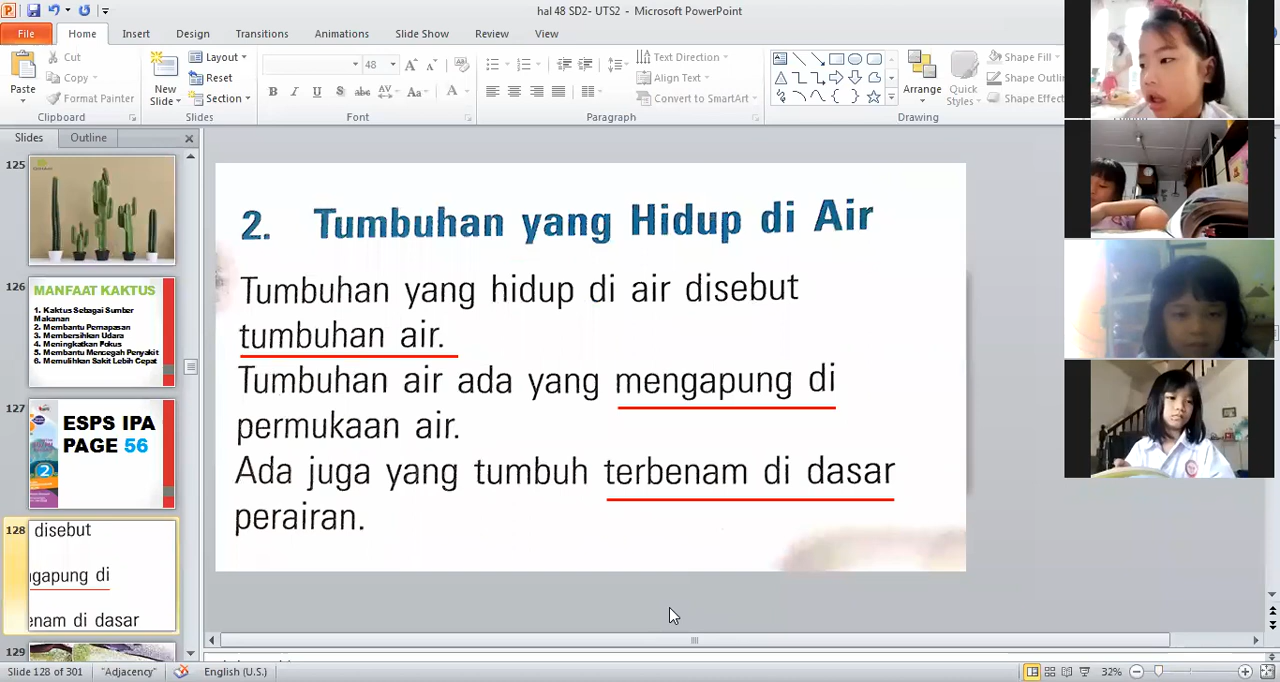 hal 48 SD2- UTS2 - Microsoft PowerPoint
File Home Insert Design Transitions Animations Slide Show Review View
Paste
Cut
Copy
Format Painter
Clipboard
New Slide
Layout
Reset
Section
Slides
48
Font
Text Direction
Align Text
Convert to SmartArt
Paragraph
Arrange
Quick Styles
Shape Fill
Shape Outlin
Shape Effect
Drawing
Slides Outline
125
126
MANFAAT KAKTUS
1. Kaktus Sebagai Sumber
Makanan
2. Membantu Pernapasan
3. Membersihkan Udara
4. Meningkatkan Fokus
5. Membantu Mencegah Penyakit
6. Memulihkan Sakit Lebih Cepat
127
ESPS IPA
PAGE 56
2
128
disebut
ngapung di
enam di dasar
129
2. Tumbuhan yang Hidup di Air
Tumbuhan yang hidup di air disebut
tumbuhan air.
Tumbuhan air ada yang mengapung di
permukaan air.
Ada juga yang tumbuh terbenam di dasar
perairan.
Slide 128 of 301 "Adjacency" English (U.S.) 32%